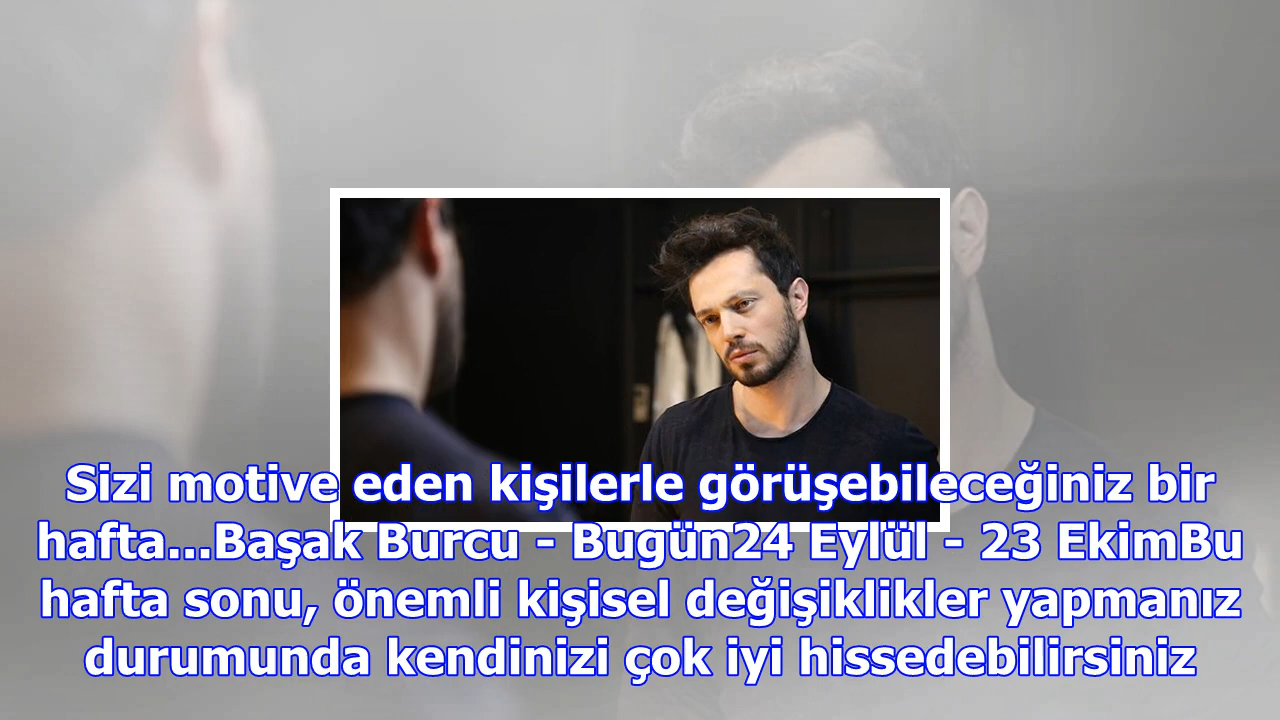 Sizi motive eden kişilerle görüşebileceğiniz bir
hafta...Başak Burcu - Bugün24 Eylül - 23 EkimBu
hafta sonu, önemli kişisel değişiklikler yapmanız
durumunda kendinizi çok iyi hissedebilirsiniz